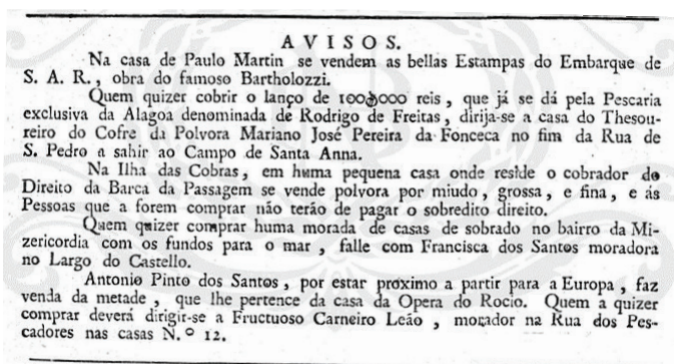 AVISOS.
Na casa de Paulo Martin se vendem as bellas Estampas do Embarque de
S. A. R., obra do famoso Bartholozzi.
Quem quizer cobrir o lanço de 100$000 reis, que já se dá pela Pescaria
exclusiva da Alagoa denominada de Rodrigo de Freitas, dirija-se a casa do Thesou-
reiro do Cofre da Polvora Mariano José Pereira da Fonceca no fim da Rua de
S. Pedro a sahir ao Campo de Santa Anna.
Na Ilha das Cobras, em huma pequena casa onde reside o cobrador do
Direito da Barca da Passagem se vende polvora por miudo, grossa, e fina, e ás
Pessoas que a forem comprar não terão de pagar o sobredito direito.
Quem quizer comprar huma morada de casas de sobrado no bairro da Mi-
zericordia com os fundos para o mar, falle com Francisca dos Santos moradora
no Largo do Castello.
Antonio Pinto dos Santos, por estar proximo a partir para a Europa, faz
venda da metade, que lhe pertence da casa da Opera do Rocio. Quem a quizer
comprar deverá dirigir-se a Fructuoso Carneiro Leão, morador na Rua dos Pes-
cadores nas casas N.º 12.